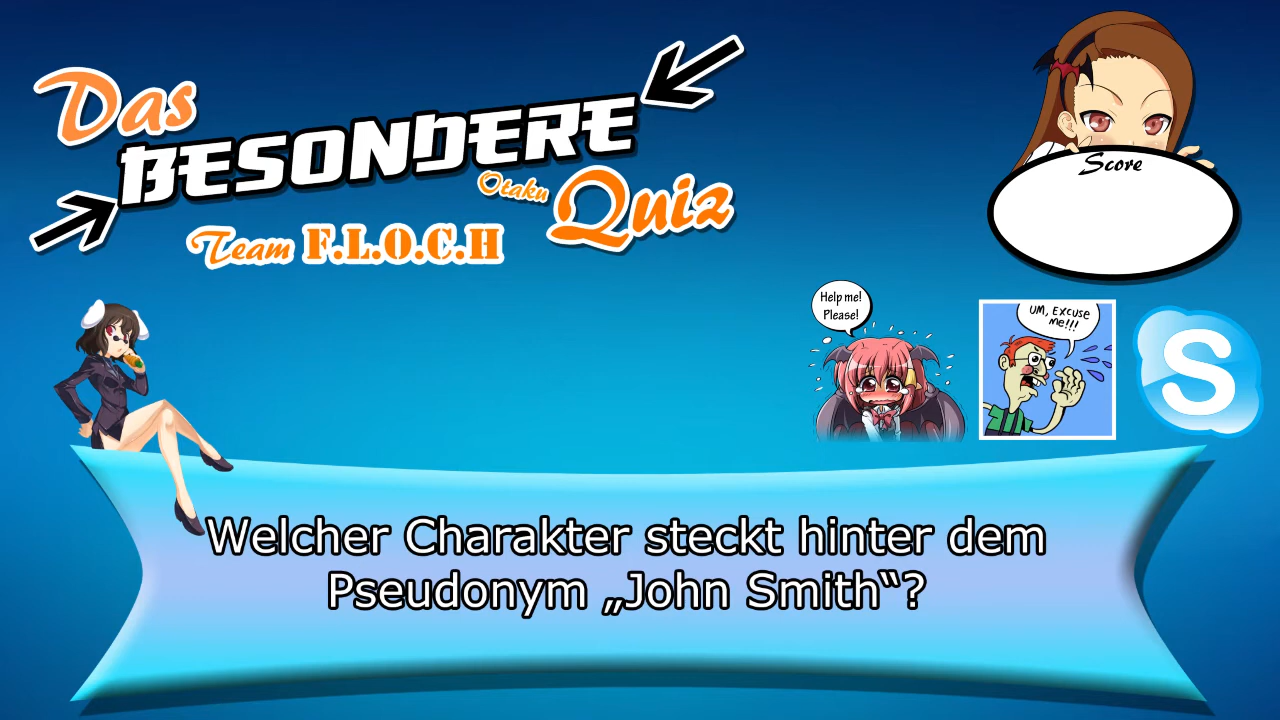 Das
BESONDERE
Otaku Quiz
Team F.L.O.C.H
Score
Help me!
Please!
UM, EXCUSE
ME!!!
S
Welcher Charakter steckt hinter dem
Pseudonym „John Smith“?